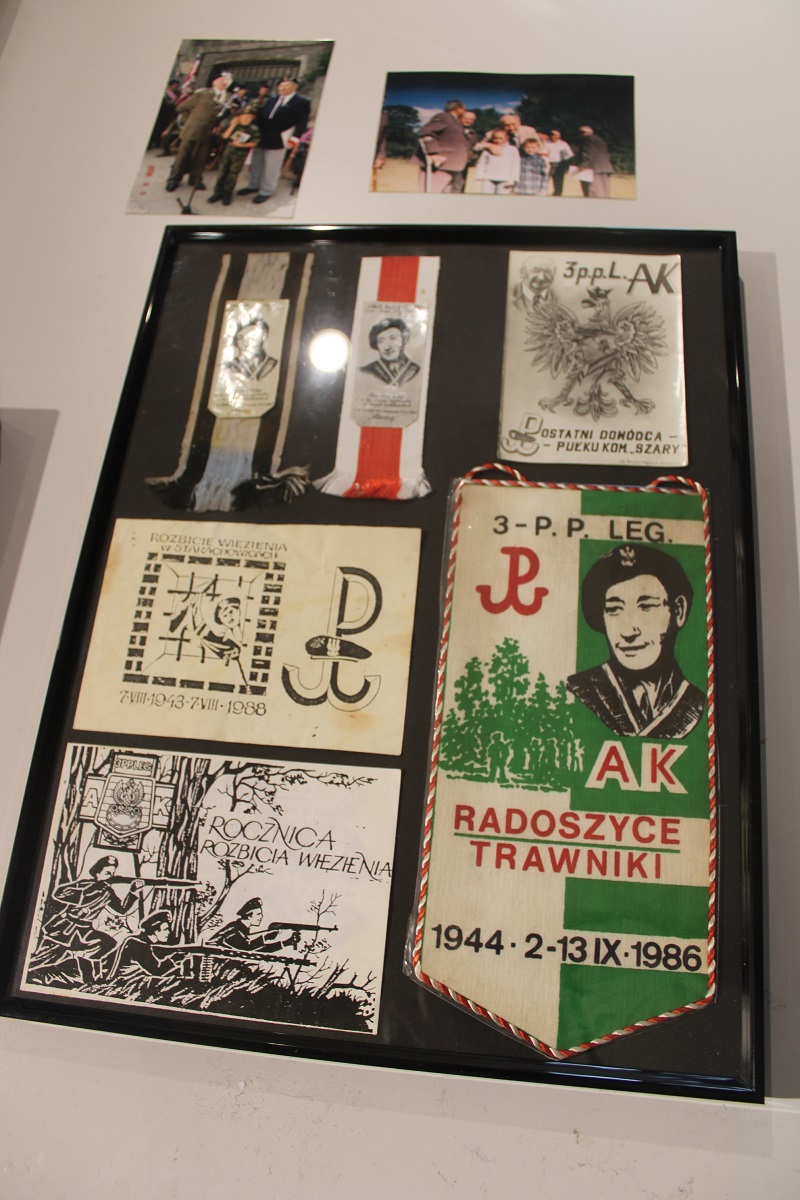 3p.p.L. AK
OSTATNI DOWÓDCA -
- PUŁKU KOM. „SZARY
ROZBICIE WIĘZIENIA
W STARACHOWICACH
7·VIII·1943-7·VIII·1988
3PPLEG
A K
ROCZNICA
ROZBICIA WIĘZIENIA
3-P.P. LEG.
AK
RADOSZYCE
TRAWNIKI
1944·2-13 IX·1986